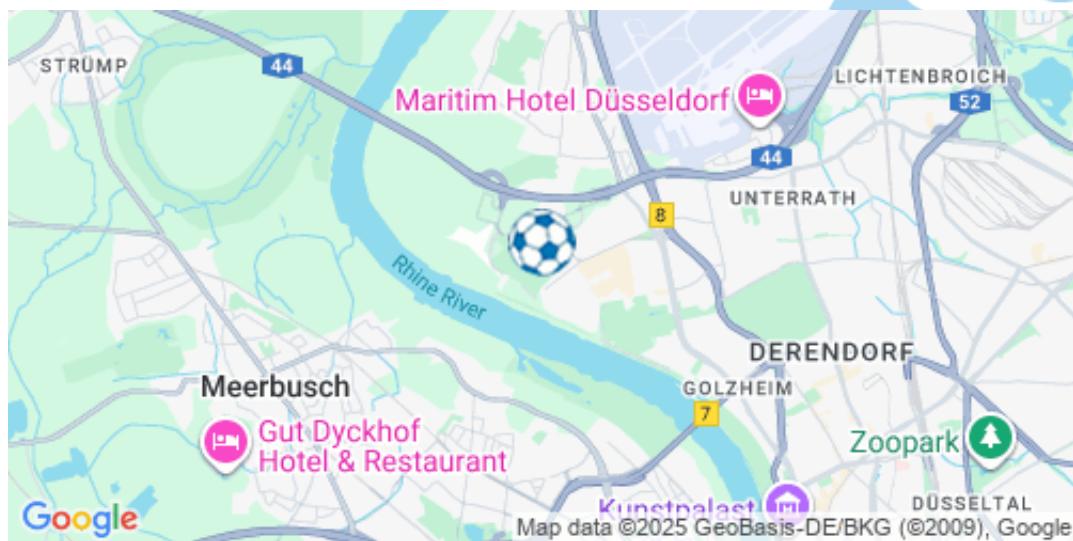 STRÜMP
44
Maritim Hotel Düsseldorf
LICHTENBROICH
52
44
UNTERRATH
8
Rhine River
DERENDORF
GOLZHEIM
Meerbusch
7
Gut Dyckhof
Hotel & Restaurant
Zoopark
Kunstpalast
DÜSSELTAL
Google
Map data ©2025 GeoBasis-DE/BKG (©2009), Google